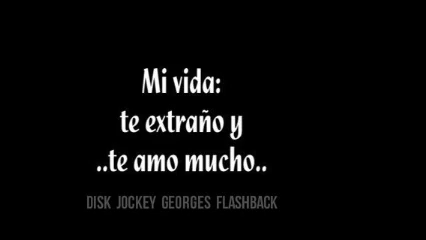 Mi vida:
te extraño y
..te amo mucho..
DISK JOCKEY GEORGES FLASHBACK